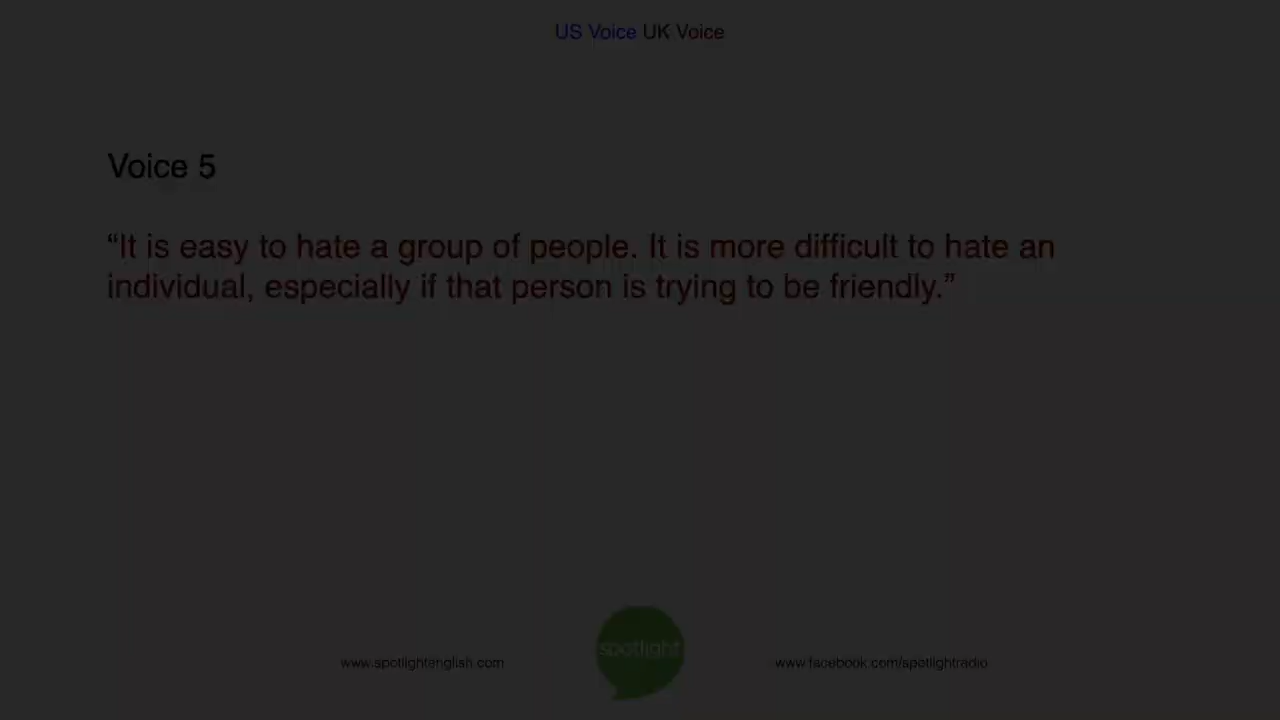 US Voice UK Voice
Voice 5
“It is easy to hate a group of people. It is more difficult to hate an
individual, especially if that person is trying to be friendly.”
spotlight
www.spotlightenglish.com
www.facebook.com/spotlightradio